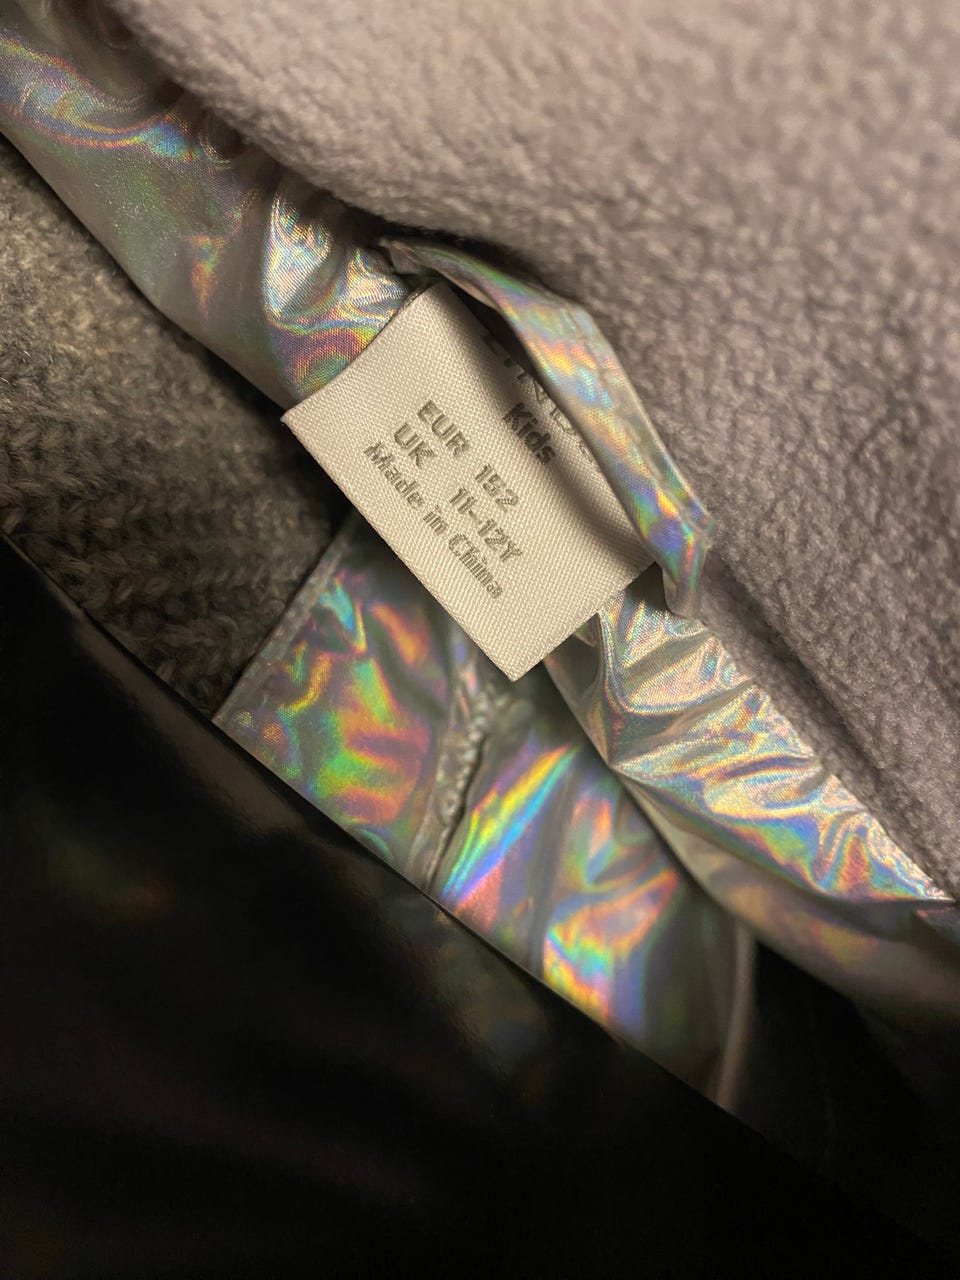 Kids
EUR 152
UK 11-12Y
Made in China